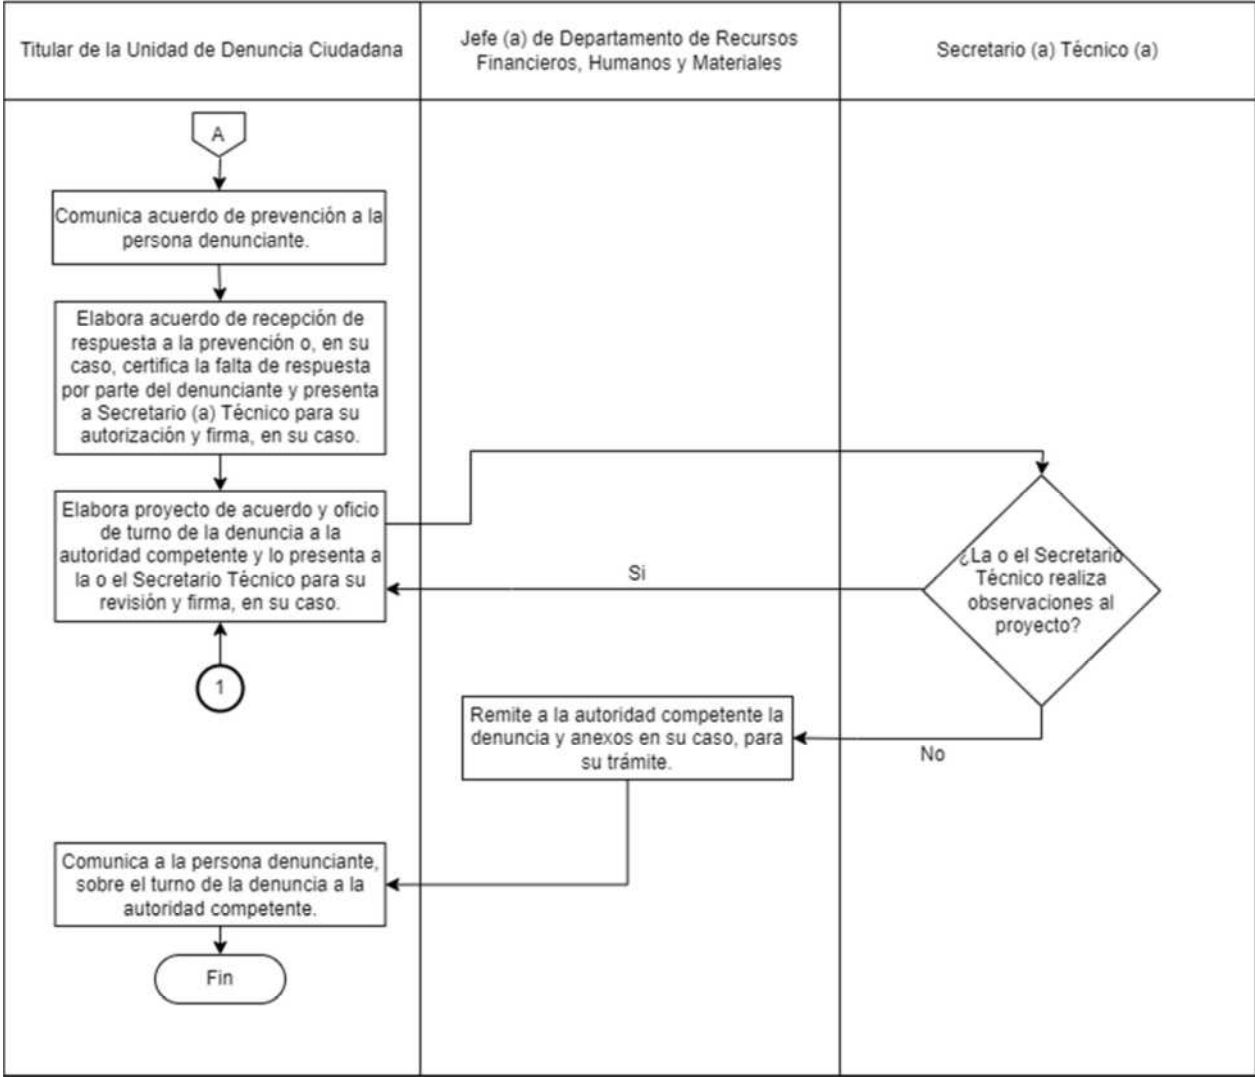 Titular de la Unidad de Denuncia Ciudadana
Jefe (a) de Departamento de Recursos
Financieros, Humanos y Materiales
Secretario (a) Técnico (a)
A
Comunica acuerdo de prevención a la
persona denunciante.
Elabora acuerdo de recepción de
respuesta a la prevención o, en su
caso, certifica la falta de respuesta
por parte del denunciante y presenta
a Secretario (a) Técnico para su
autorización y firma, en su caso.
Elabora proyecto de acuerdo y oficio
de turno de la denuncia a la
autoridad competente y lo presenta a
la o el Secretario Técnico para su
revisión y firma, en su caso.
¿La o el Secretario
Técnico realiza
observaciones al
proyecto?
Si
1
No
Remite a la autoridad competente la
denuncia y anexos en su caso, para
su trámite.
Comunica a la persona denunciante,
sobre el turno de la denuncia a la
autoridad competente.
Fin